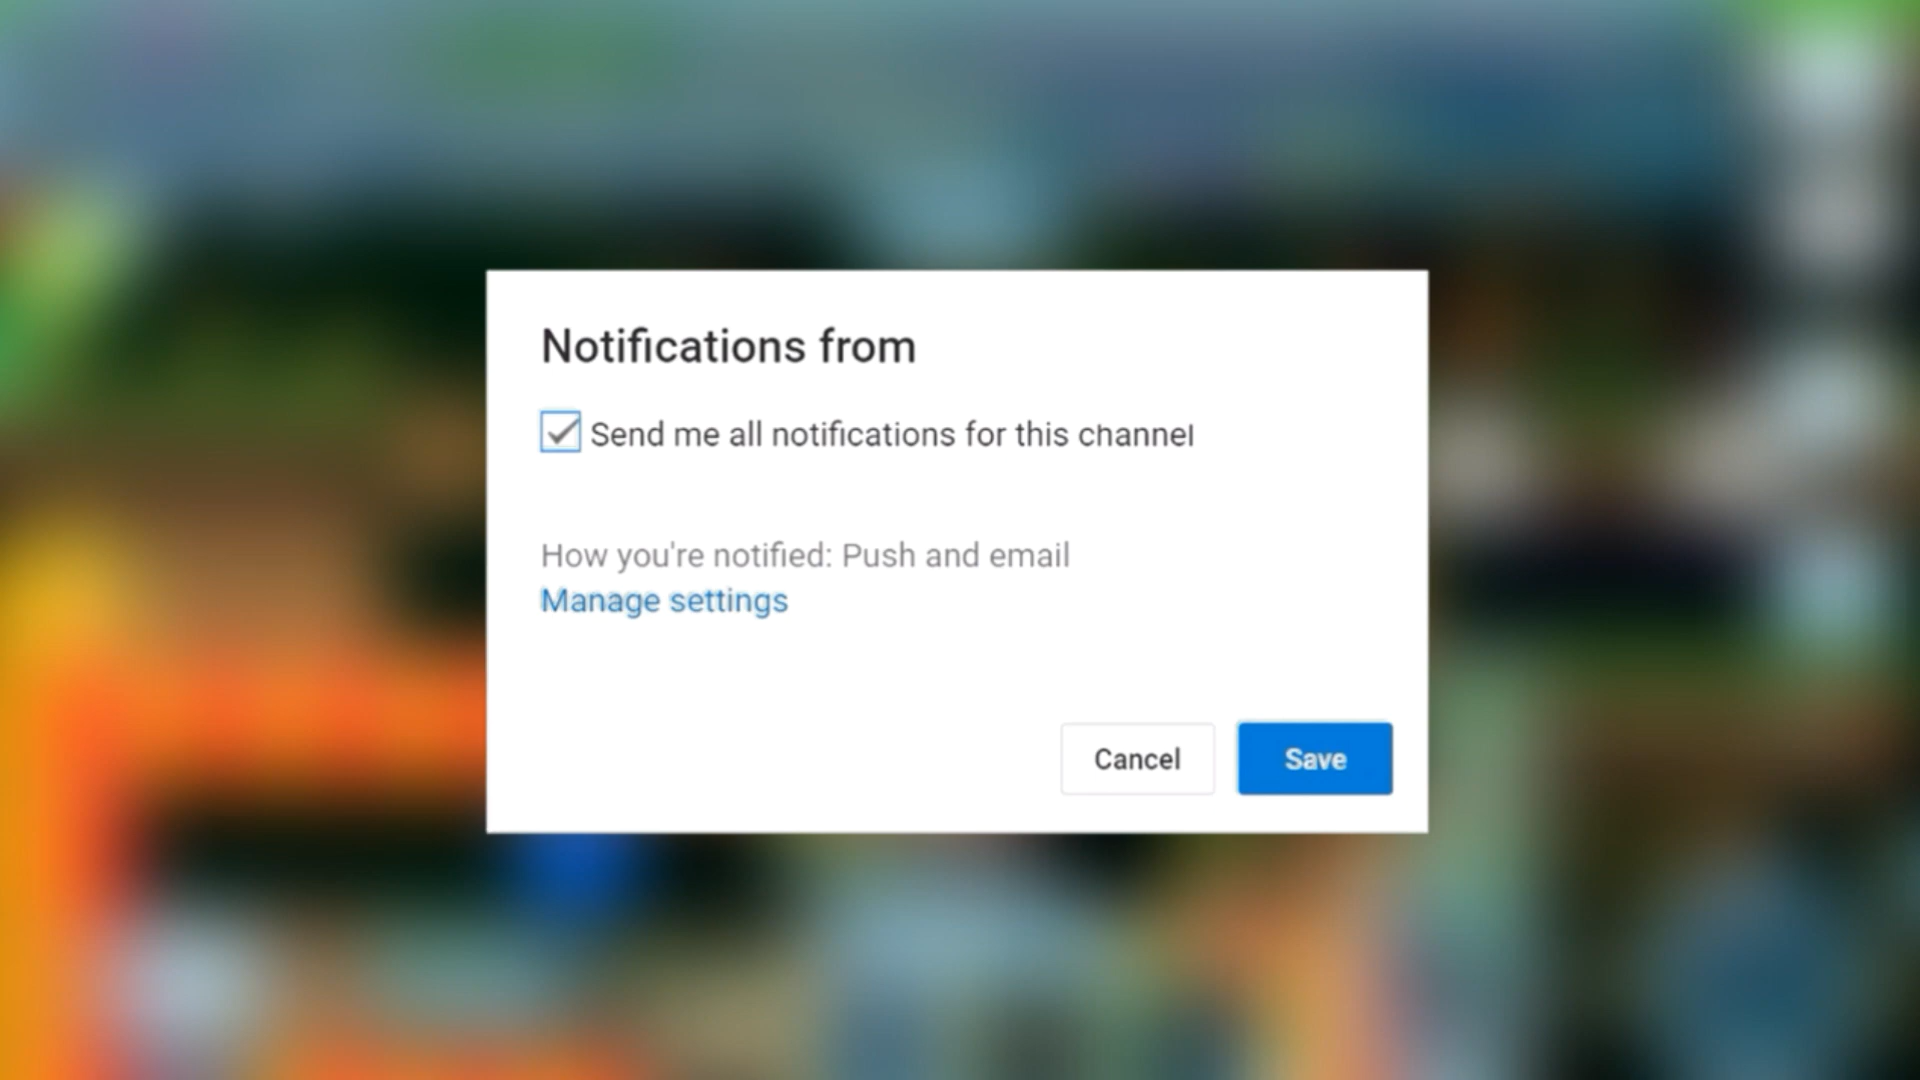 Notifications from
Send me all notifications for this channel
How you're notified: Push and email
Manage settings
Cancel
Save